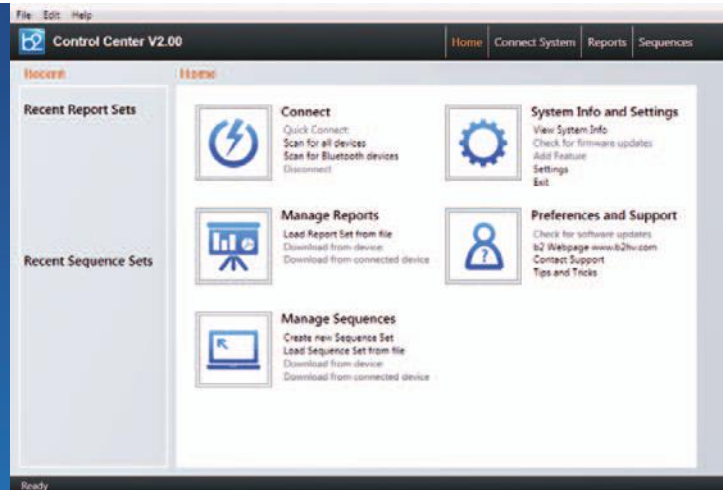 File Edit Help
b2 Control Center V2.00
Home Connect System Reports Sequences
Recent
Home
Recent Report Sets
Recent Sequence Sets
Connect
Quick Connect:
Scan for all devices
Scan for Bluetooth devices
Disconnect
System Info and Settings
View System Info
Check for firmware updates
Add Feature
Settings
Exit
Manage Reports
Load Report Set from file
Download from device:
Download from connected device
Preferences and Support
Check for software updates
b2 Webpage www.b2hv.com
Contact Support
Tips and Tricks
Manage Sequences
Create new Sequence Set
Load Sequence Set from file
Download from device:
Download from connected device
Ready